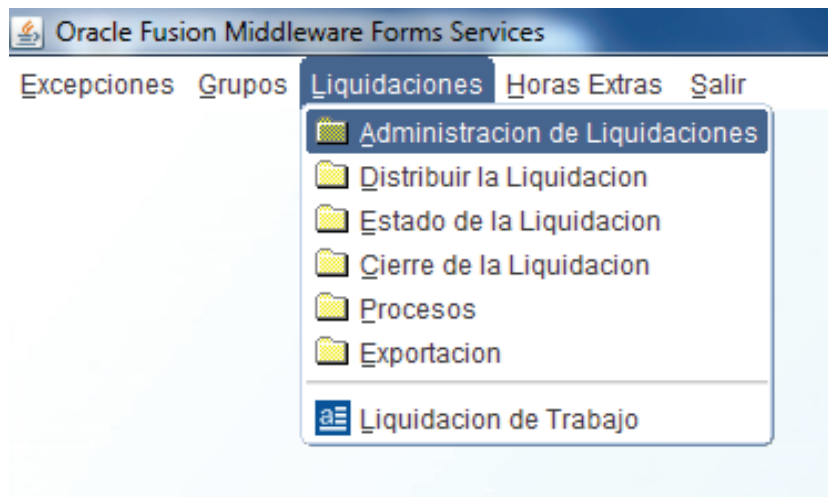 Oracle Fusion Middleware Forms Services
Excepciones Grupos Liquidaciones Horas Extras Salir
Administracion de Liquidaciones
Distribuir la Liquidacion
Estado de la Liquidacion
Cierre de la Liquidacion
Procesos
Exportacion
Liquidacion de Trabajo